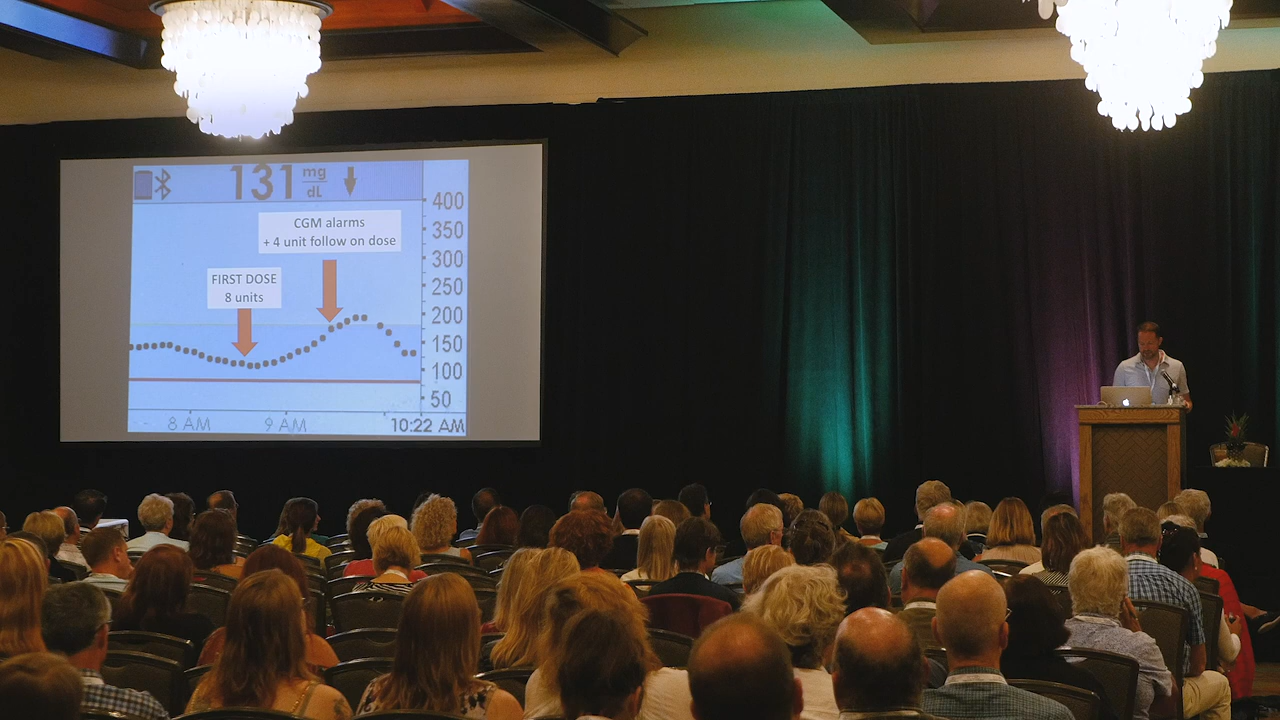 131 mg dL
400
CGM alarms
+ 4 unit follow on dose
350
300
FIRST DOSE
8 units
250
200
150
100
50
8 AM 9 AM 10:22 AM